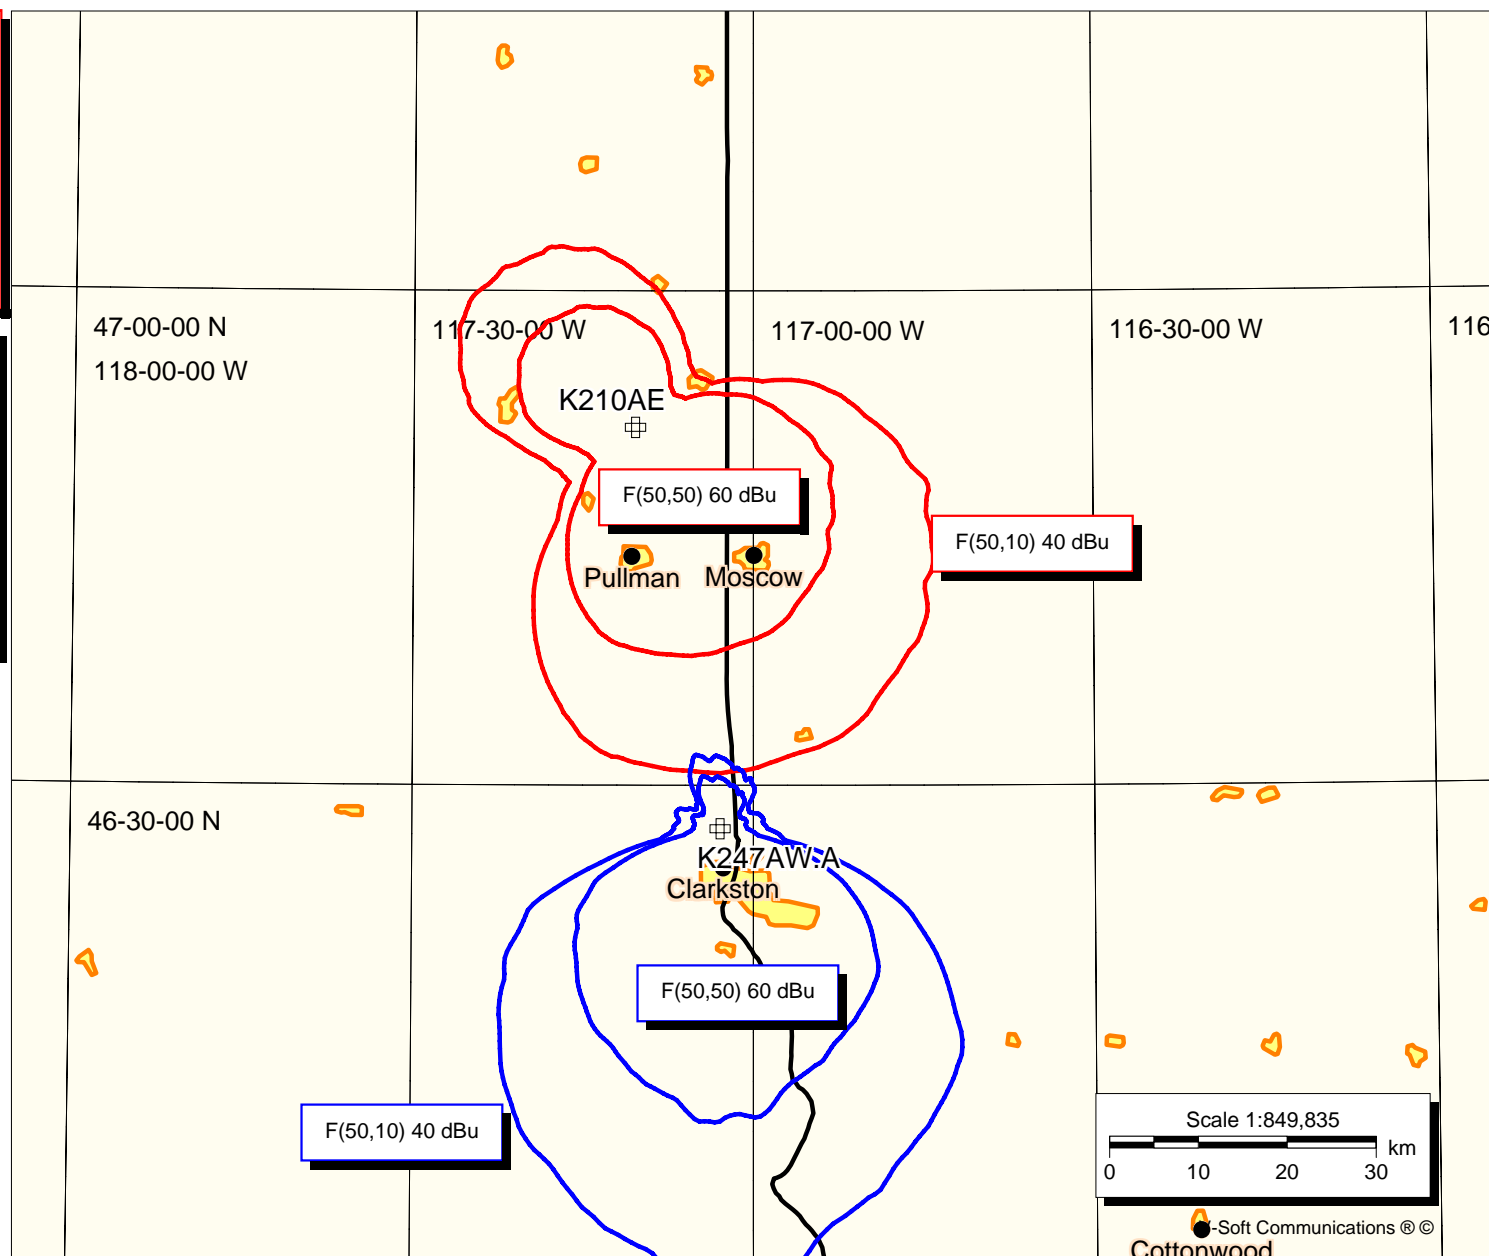 47-00-00 N
117-30-00 W
117-00-00 W
116-30-00 W
116
118-00-00 W
K210AE
F(50,50) 60 dBu
F(50,10) 40 dBu
Pullman
Moscow
46-30-00 N
K247AW.A
Clarkston
F(50,50) 60 dBu
F(50,10) 40 dBu
Scale 1:849,835
km
0 10 20 30
-Soft Communications ® ©
Cottonwood